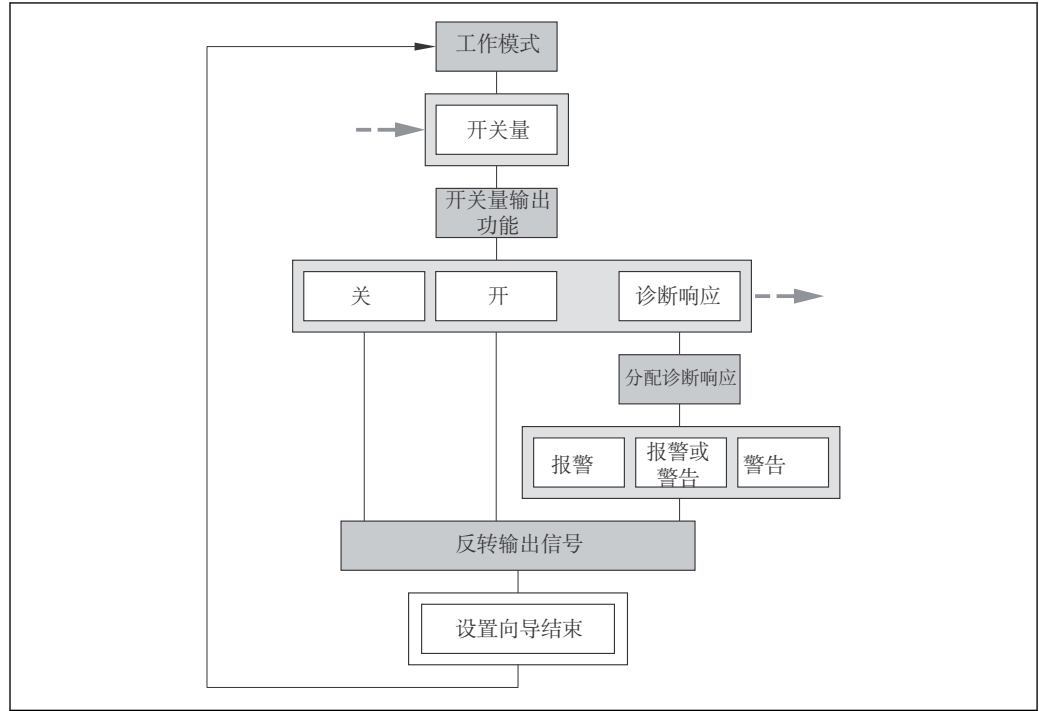 工作模式
开关量
开关量输出
功能
关
开
诊断响应
分配诊断响应
报警
报警或
警告
警告
反转输出信号
设置向导结束